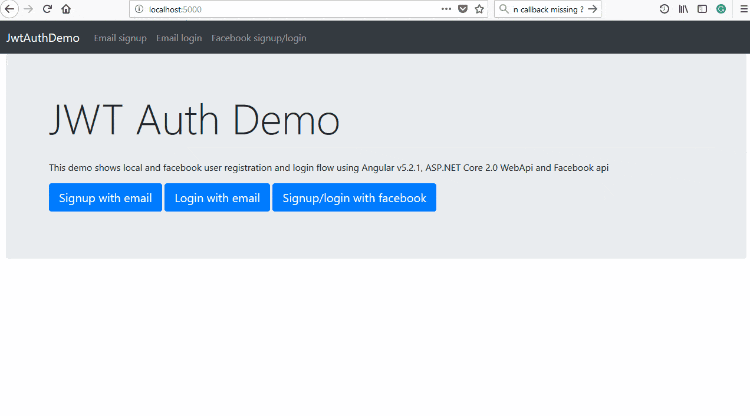 localhost:5000
n callback missing 2
JwtAuthDemo Email signup Email login Facebook signup/login
JWT Auth Demo
This demo shows local and facebook user registration and login flow using Angular v5.2.1, ASP.NET Core 2.0 WebApi and Facebook api
Signup with email Login with email Signup/login with facebook